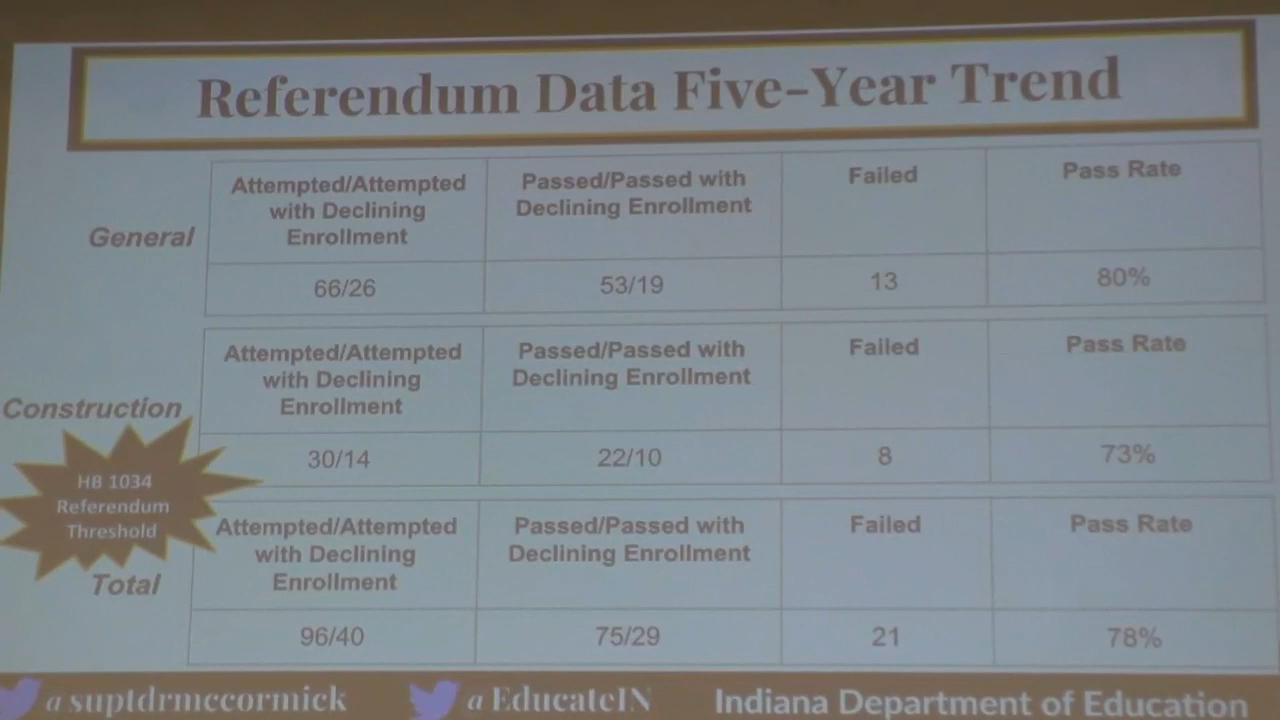 Referendum Data Five-Year Trend
General
Attempted/Attempted
with Declining
Enrollment
Passed/Passed with
Declining Enrollment
Failed
Pass Rate
66/26
53/19
13
80%
Construction
Attempted/Attempted
with Declining
Enrollment
Passed/Passed with
Declining Enrollment
Failed
Pass Rate
30/14
22/10
8
73%
HB 1034
Referendum
Threshold
Total
Attempted/Attempted
with Declining
Enrollment
Passed/Passed with
Declining Enrollment
Failed
Pass Rate
96/40
75/29
21
78%
@suptdrmccormick
@EducateIN
Indiana Department of Education